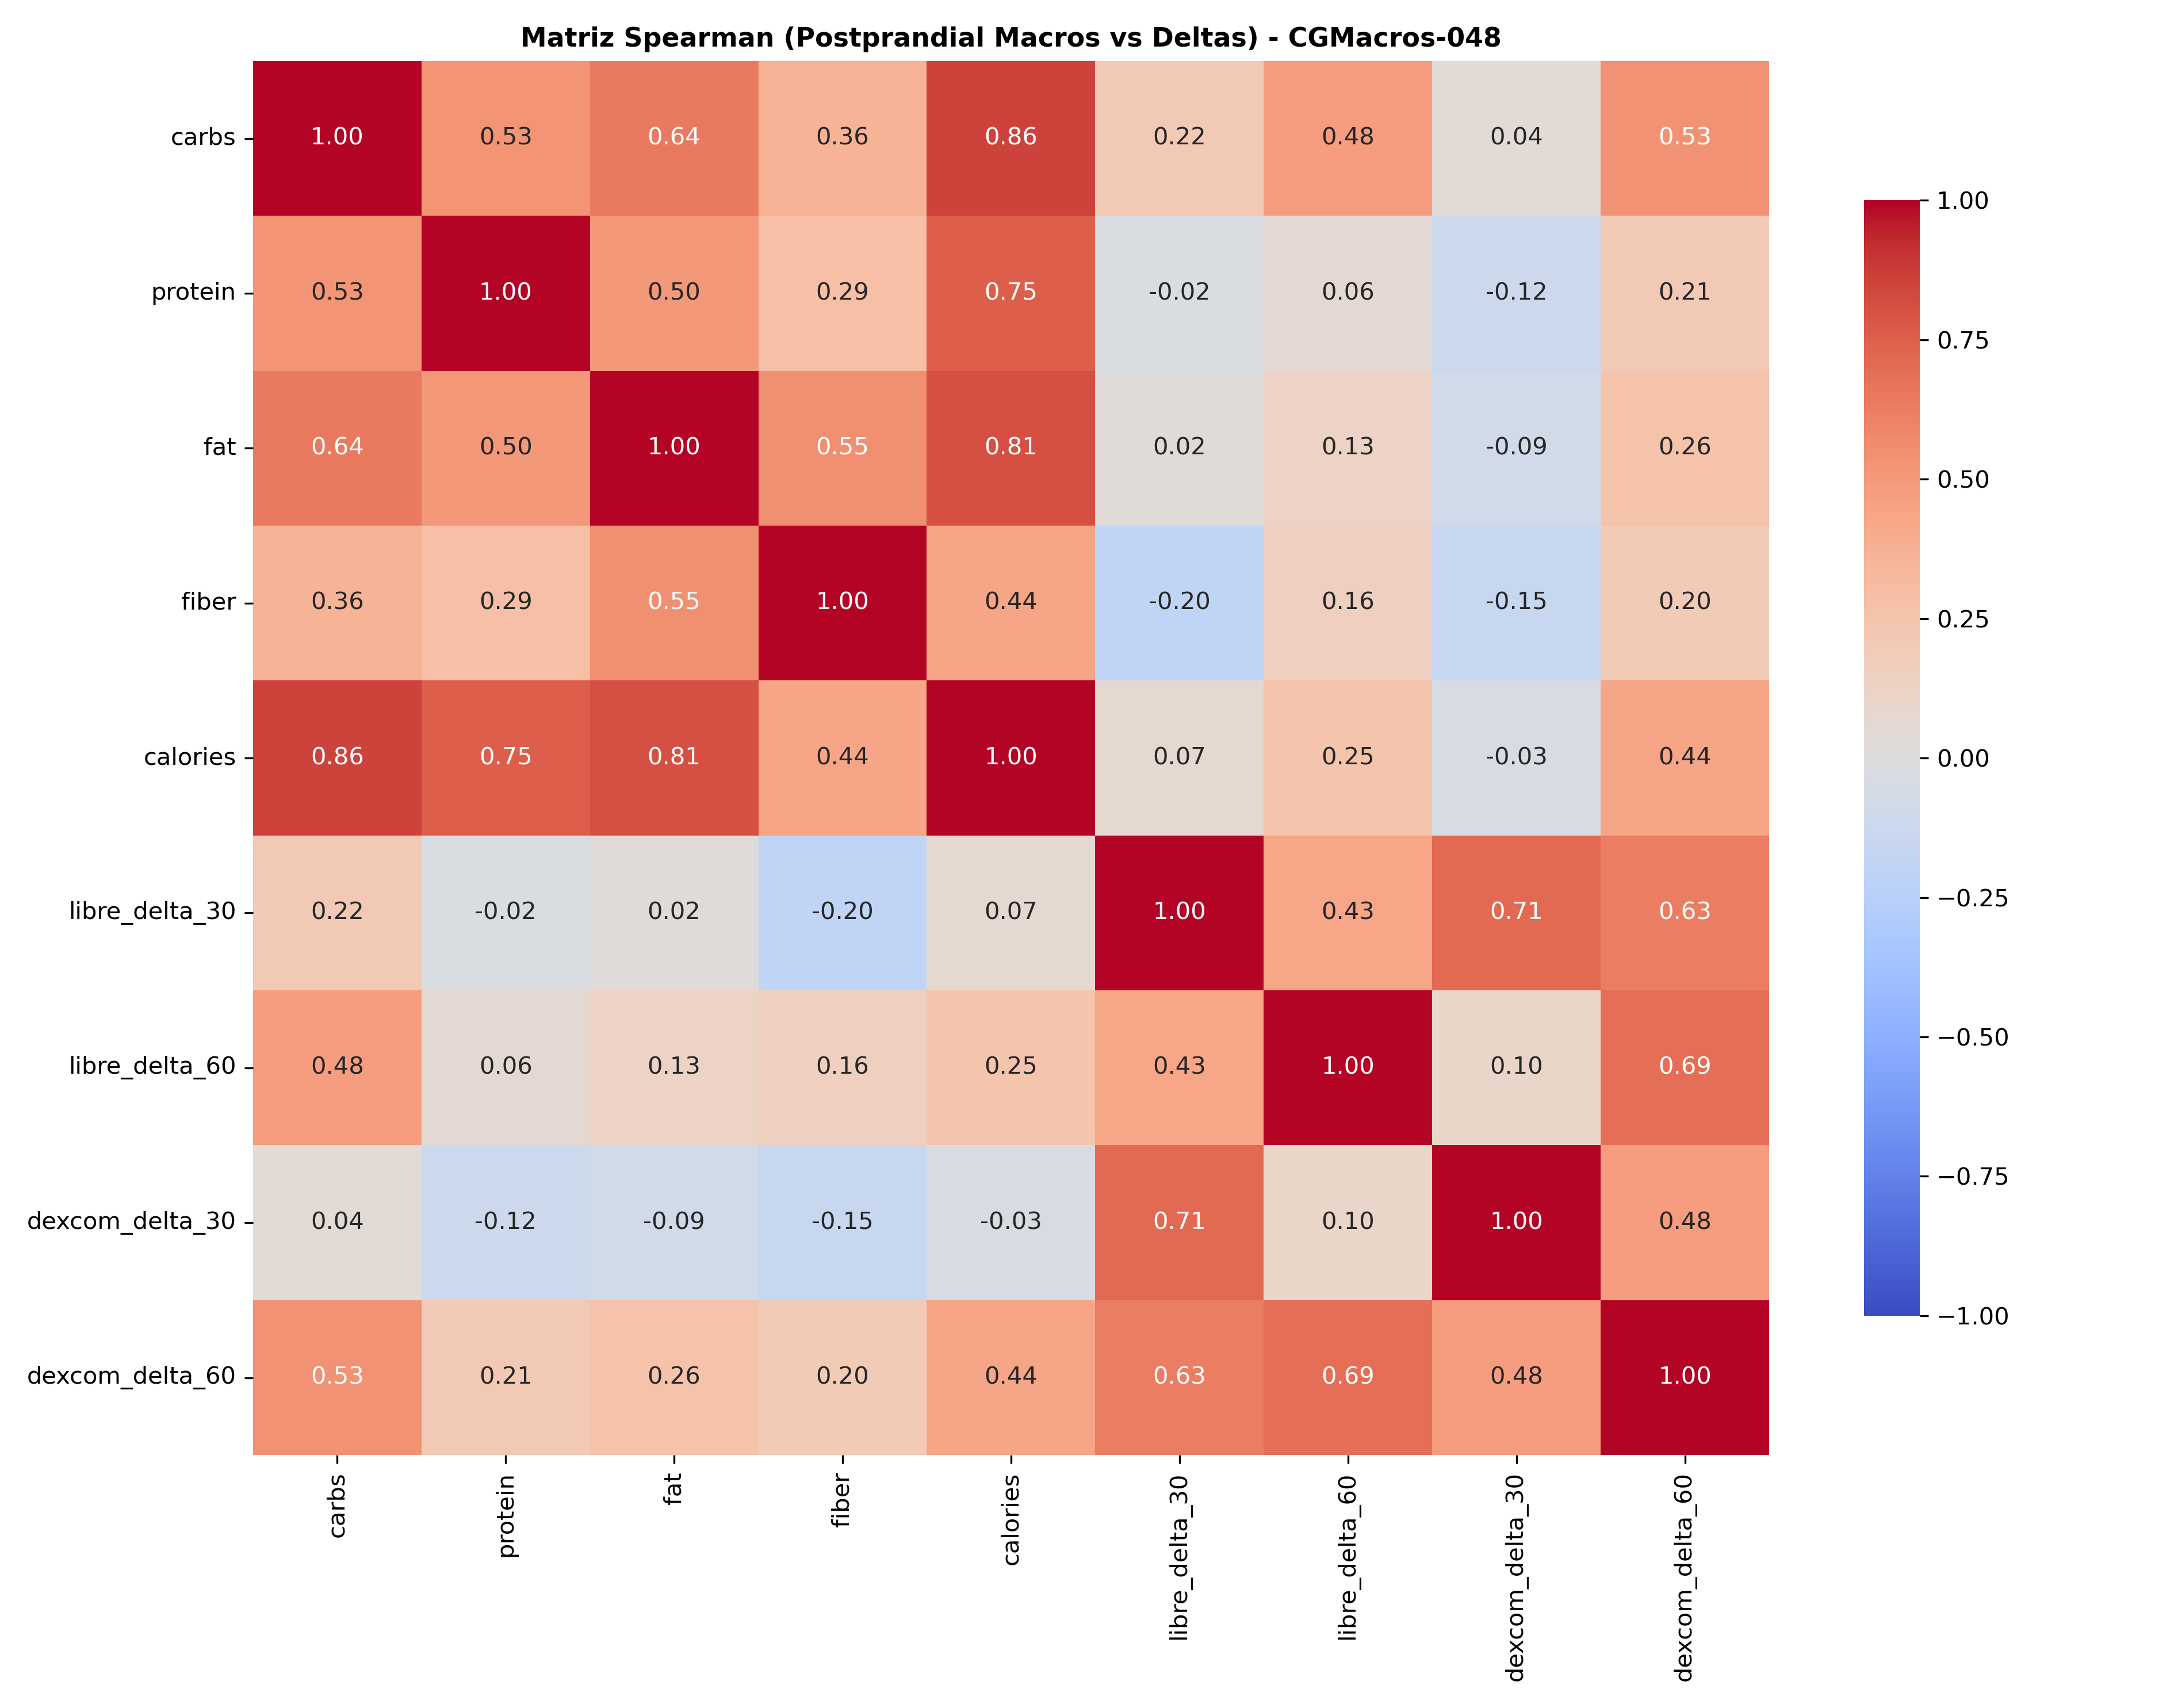 Matriz Spearman (Postprandial Macros vs Deltas) - CGMacros-048
carbs 1.00 0.53 0.64 0.36 0.86 0.22 0.48 0.04 0.53
protein 0.53 1.00 0.50 0.29 0.75 -0.02 0.06 -0.12 0.21
fat 0.64 0.50 1.00 0.55 0.81 0.02 0.13 -0.09 0.26
fiber 0.36 0.29 0.55 1.00 0.44 -0.20 0.16 -0.15 0.20
calories 0.86 0.75 0.81 0.44 1.00 0.07 0.25 -0.03 0.44
libre_delta_30 0.22 -0.02 0.02 -0.20 0.07 1.00 0.43 0.71 0.63
libre_delta_60 0.48 0.06 0.13 0.16 0.25 0.43 1.00 0.10 0.69
dexcom_delta_30 0.04 -0.12 -0.09 -0.15 -0.03 0.71 0.10 1.00 0.48
dexcom_delta_60 0.53 0.21 0.26 0.20 0.44 0.63 0.69 0.48 1.00
carbs
protein
fat
fiber
calories
libre_delta_30
libre_delta_60
dexcom_delta_30
dexcom_delta_60
1.00
0.75
0.50
0.25
0.00
−0.25
−0.50
−0.75
−1.00